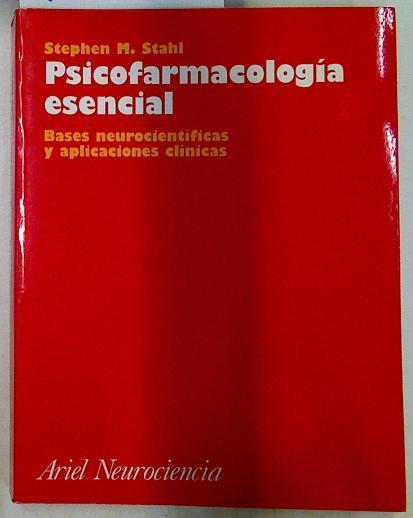 Stephen M. Stahl
Psicofarmacología
esencial
Bases neurocientíficas
y aplicaciones clínicas
Ariel Neurociencia